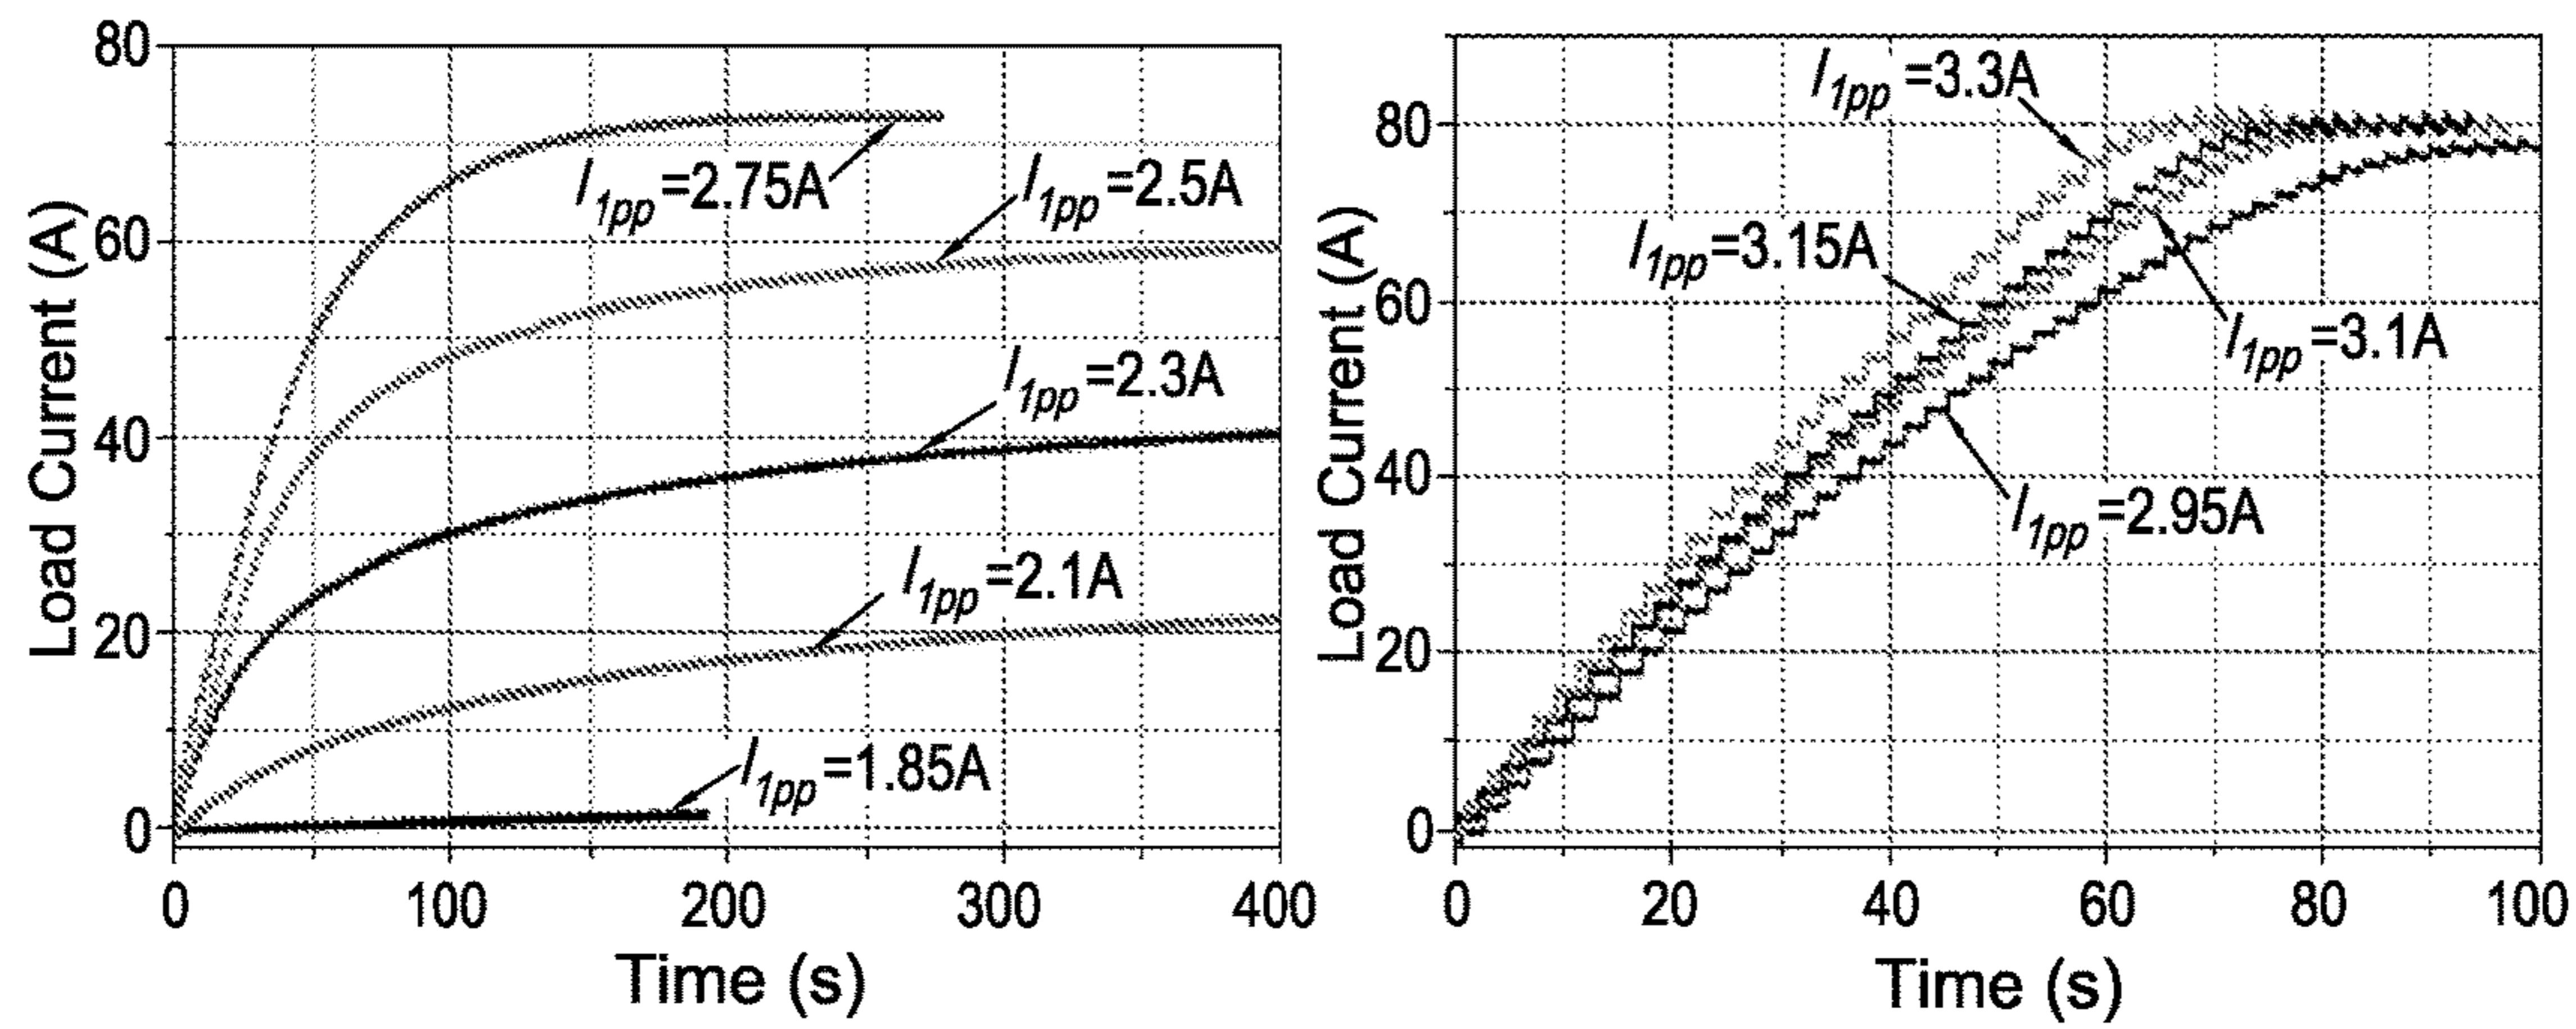 80
60
40
20
0
Load Current (A)
I1pp=2.75A
I1pp=2.5A
I1pp=2.3A
I1pp=2.1A
I1pp=1.85A
0 100 200 300 400
Time (s)
80
60
40
20
0
Load Current (A)
I1pp=3.3A
I1pp=3.15A
I1pp=3.1A
I1pp=2.95A
0 20 40 60 80 100
Time (s)